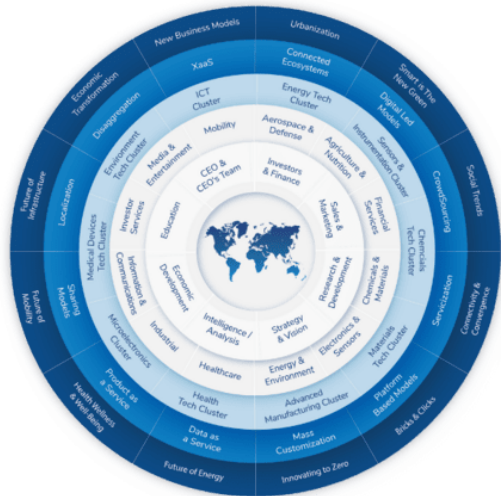 New Business Models
Urbanization
Smart is The
New Green
Social Trends
Connectivity &
Convergence
Bricks & Clicks
Innovating to Zero
Future of Energy
Health Wellness
& Well-Being
Future of
Mobility
Future of
Infrastructure
Economic
Transformation
XaaS
Connected
Ecosystems
Digital Led
Models
CrowdSourcing
Servicization
Platform
Based Models
Mass
Customization
Data as
a Service
Product as
a Service
Sharing
Models
Localization
Disaggregation
ICT
Cluster
Energy Tech
Cluster
Sensors &
Instrumentation Cluster
Chemcials
Tech Cluster
Materials
Tech Cluster
Advanced
Manufacturing Cluster
Health
Tech Cluster
Microelectronics
Cluster
Medical Devices
Tech Cluster
Environment
Tech Cluster
Mobility
Aerospace &
Defense
Agriculture &
Nutrition
Financial
Services
Chemicals &
Materials
Electronics &
Sensors
Energy &
Environment
Healthcare
Industrial
Information &
Communications
Investor
Services
Media &
Entertainment
CEO &
CEO's Team
Investors
& Finance
Sales &
Marketing
Research &
Development
Strategy
& Vision
Intelligence /
Analysis
Economic
Development
Education